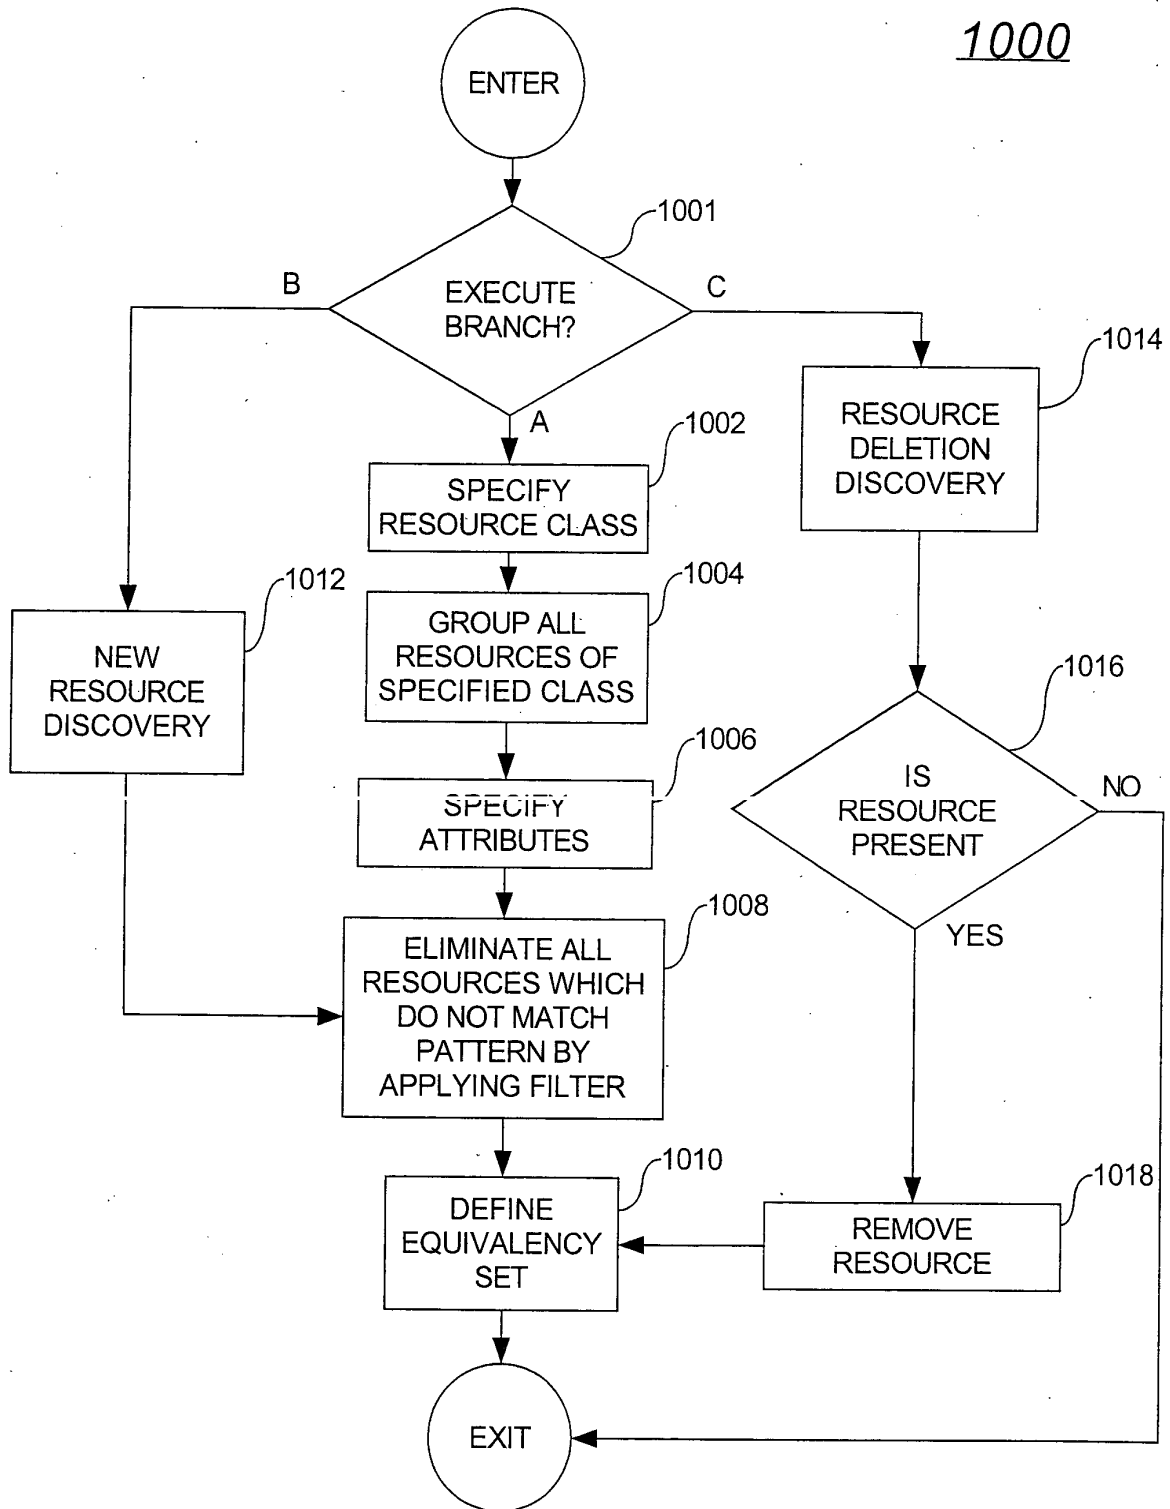 1000
ENTER
1001
B
EXECUTE
BRANCH?
C
A
1014
RESOURCE
DELETION
DISCOVERY
1002
SPECIFY
RESOURCE CLASS
1012
NEW
RESOURCE
DISCOVERY
1004
GROUP ALL
RESOURCES OF
SPECIFIED CLASS
1016
IS
RESOURCE
PRESENT
NO
YES
1006
SPECIFY
ATTRIBUTES
1008
ELIMINATE ALL
RESOURCES WHICH
DO NOT MATCH
PATTERN BY
APPLYING FILTER
1010
DEFINE
EQUIVALENCY
SET
1018
REMOVE
RESOURCE
EXIT